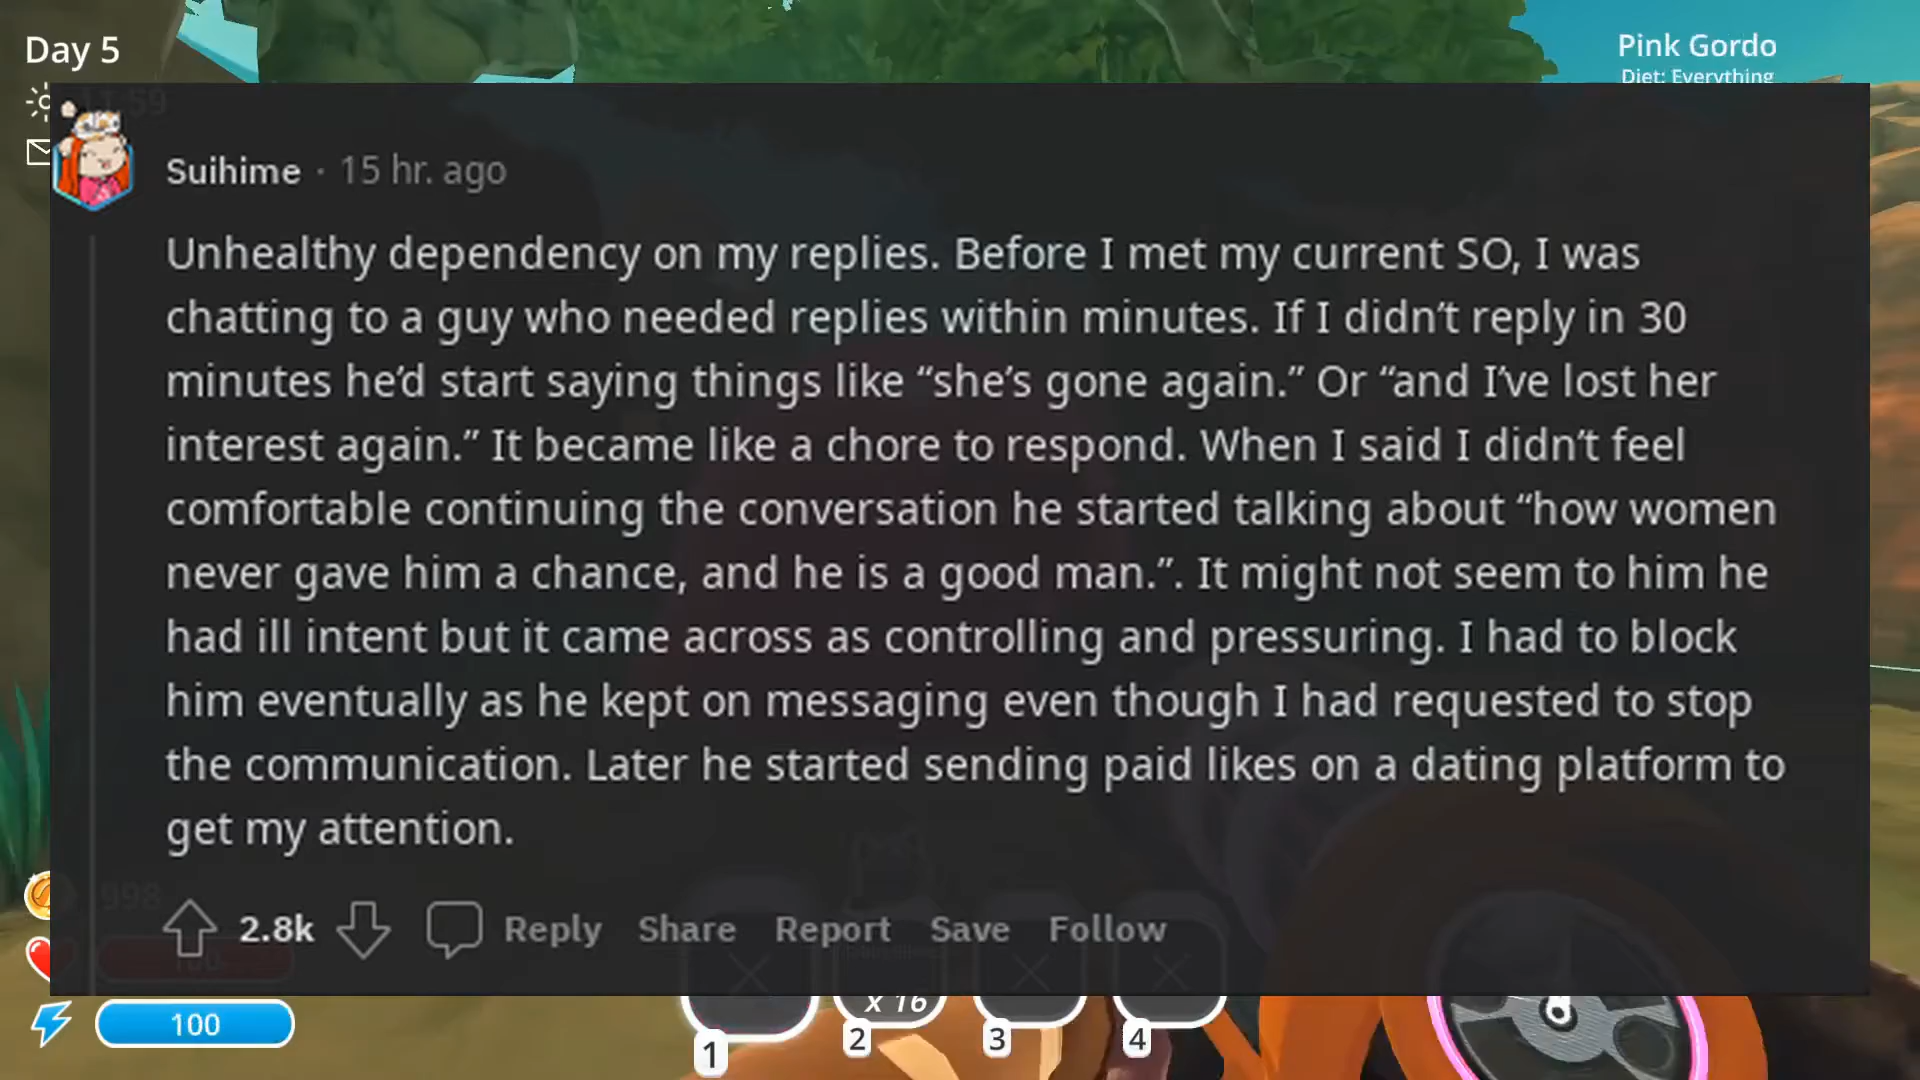 Day 5
Pink Gordo
Diet: Everything
11:59
Suihime · 15 hr. ago
Unhealthy dependency on my replies. Before I met my current SO, I was
chatting to a guy who needed replies within minutes. If I didn’t reply in 30
minutes he’d start saying things like “she’s gone again.” Or “and I’ve lost her
interest again.” It became like a chore to respond. When I said I didn’t feel
comfortable continuing the conversation he started talking about “how women
never gave him a chance, and he is a good man.”. It might not seem to him he
had ill intent but it came across as controlling and pressuring. I had to block
him eventually as he kept on messaging even though I had requested to stop
the communication. Later he started sending paid likes on a dating platform to
get my attention.
998
2.8k Reply Share Report Save Follow
100
100
x 16
1 2 3 4